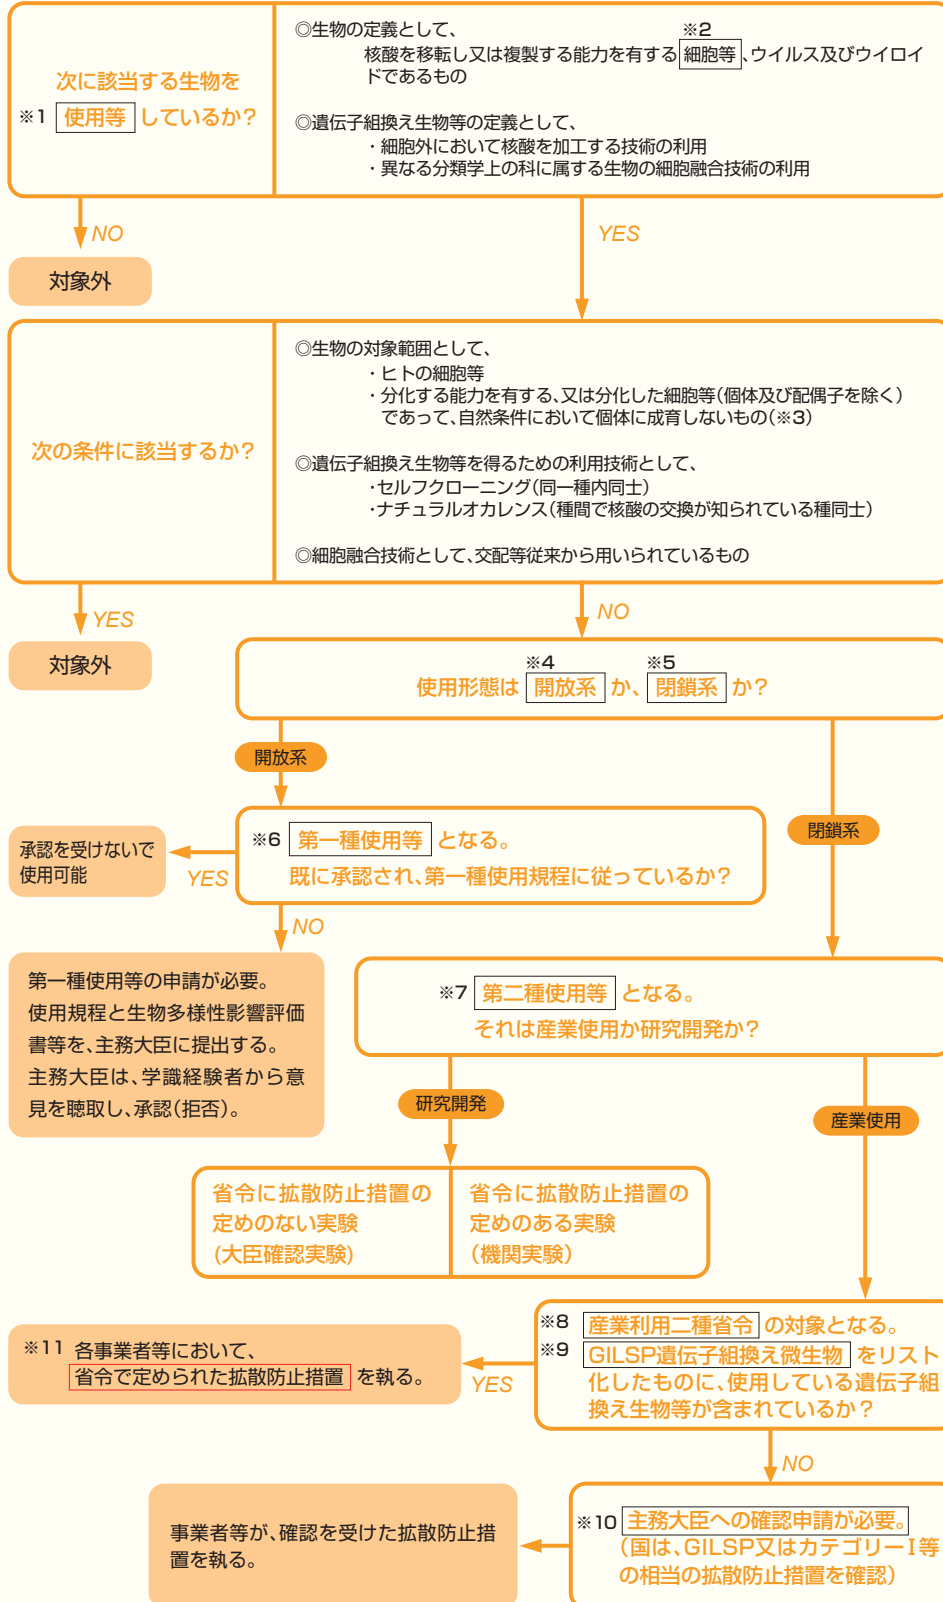 次に該当する生物を
※1 使用等 しているか?
◎生物の定義として、
※2
核酸を移転し又は複製する能力を有する 細胞等 、ウイルス及びウイロイ
ドであるもの
◎遺伝子組換え生物等の定義として、
・細胞外において核酸を加工する技術の利用
・異なる分類学上の科に属する生物の細胞融合技術の利用
NO
YES
対象外
次の条件に該当するか?
◎生物の対象範囲として、
・ヒトの細胞等
・分化する能力を有する、又は分化した細胞等(個体及び配偶子を除く)
であって、自然条件において個体に成育しないもの(※3)
◎遺伝子組換え生物等を得るための利用技術として、
・セルフクローニング(同一種内同士)
・ナチュラルオカレンス(種間で核酸の交換が知られている種同士)
◎細胞融合技術として、交配等従来から用いられているもの
YES
NO
対象外
※4 ※5
使用形態は 開放系 か、 閉鎖系 か?
開放系
閉鎖系
※6 第一種使用等 となる。
既に承認され、第一種使用規程に従っているか?
YES
承認を受けないで
使用可能
NO
第一種使用等の申請が必要。
使用規程と生物多様性影響評価
書等を、主務大臣に提出する。
主務大臣は、学識経験者から意
見を聴取し、承認(拒否)。
※7 第二種使用等 となる。
それは産業使用か研究開発か?
研究開発
産業使用
省令に拡散防止措置の
定めのない実験
(大臣確認実験)
省令に拡散防止措置の
定めのある実験
(機関実験)
※8 産業利用二種省令 の対象となる。
※9 GILSP遺伝子組換え微生物 をリスト
化したものに、使用している遺伝子組
換え生物等が含まれているか?
YES
※11 各事業者等において、
省令で定められた拡散防止措置 を執る。
NO
※10 主務大臣への確認申請が必要。
(国は、GILSP又はカテゴリーⅠ等
の相当の拡散防止措置を確認)
事業者等が、確認を受けた拡散防止措
置を執る。